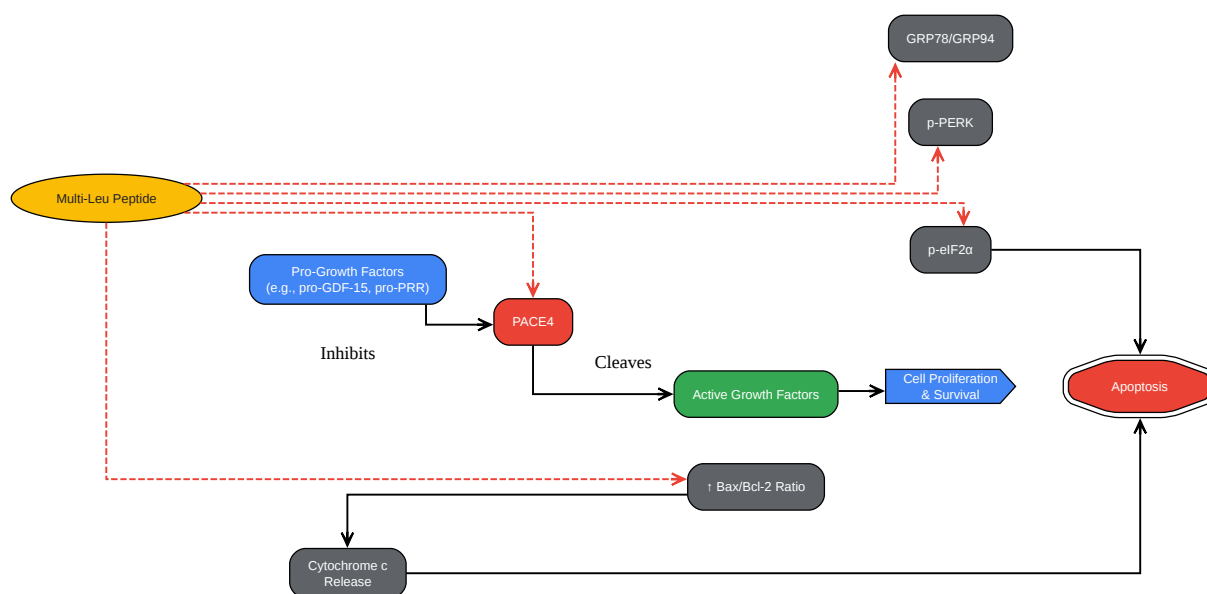 GRP78/GRP94
p-PERK
Multi-Leu Peptide
p-eIF2α
Pro-Growth Factors
(e.g., pro-GDF-15, pro-PRR)
PACE4
Inhibits
Cleaves
Cell Proliferation
& Survival
Apoptosis
Active Growth Factors
↑ Bax/Bcl-2 Ratio
Cytochrome c
Release